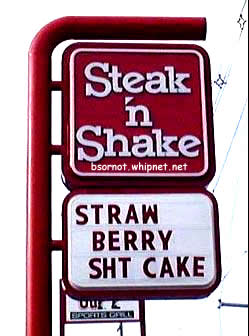 Steak
'n
Shake
bsornot.whipnet.net
STRAW
BERRY
SHT CAKE
SPORTS GRILL